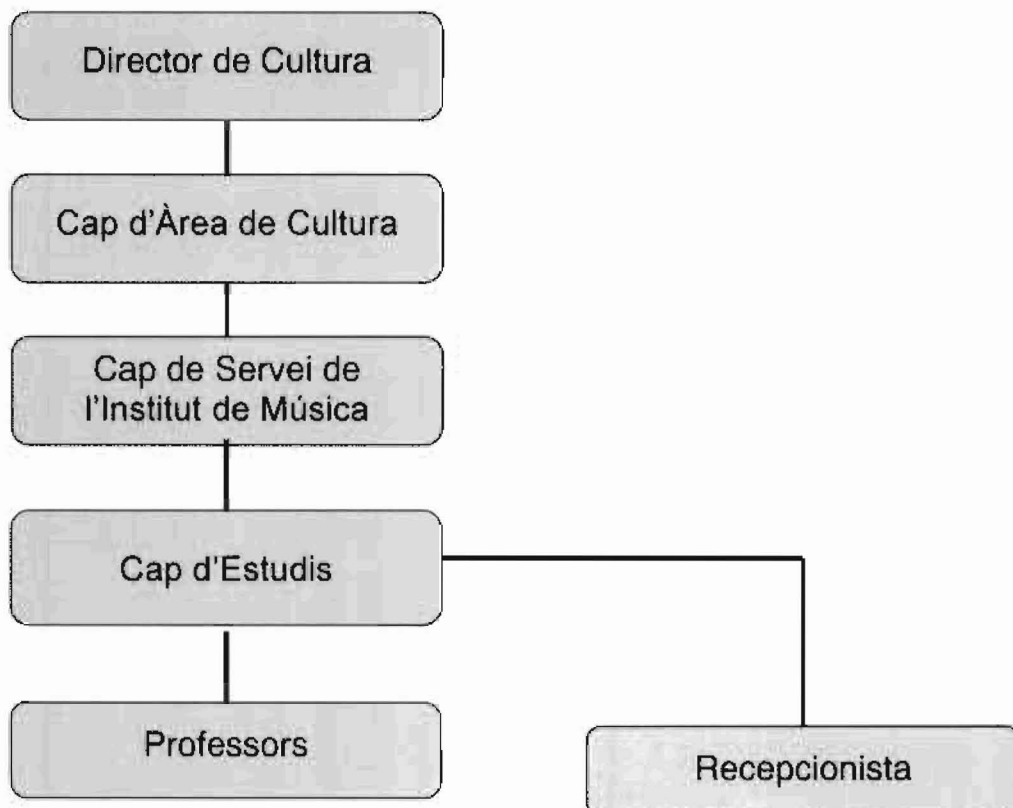 Director de Cultura
Cap d'Àrea de Cultura
Cap de Servei de
l'Institut de Música
Cap d'Estudis
Professors
Recepcionista